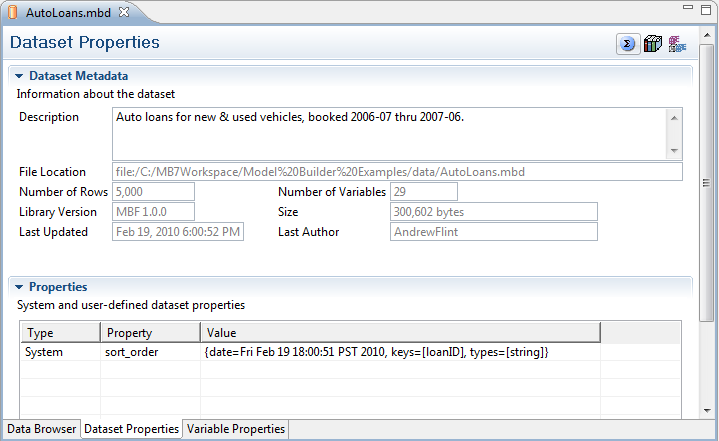 AutoLoans.mbd
Dataset Properties
Σ
Dataset Metadata
Information about the dataset
Description Auto loans for new & used vehicles, booked 2006-07 thru 2007-06.
File Location file:/C:/MB7Workspace/Model%20Builder%20Examples/data/AutoLoans.mbd
Number of Rows 5,000 Number of Variables 29
Library Version MBF 1.0.0 Size 300,602 bytes
Last Updated Feb 19, 2010 6:00:52 PM Last Author AndrewFlint
Properties
System and user-defined dataset properties
Type Property Value
System sort_order {date=Fri Feb 19 18:00:51 PST 2010, keys=[loanID], types=[string]}
Data Browser Dataset Properties Variable Properties